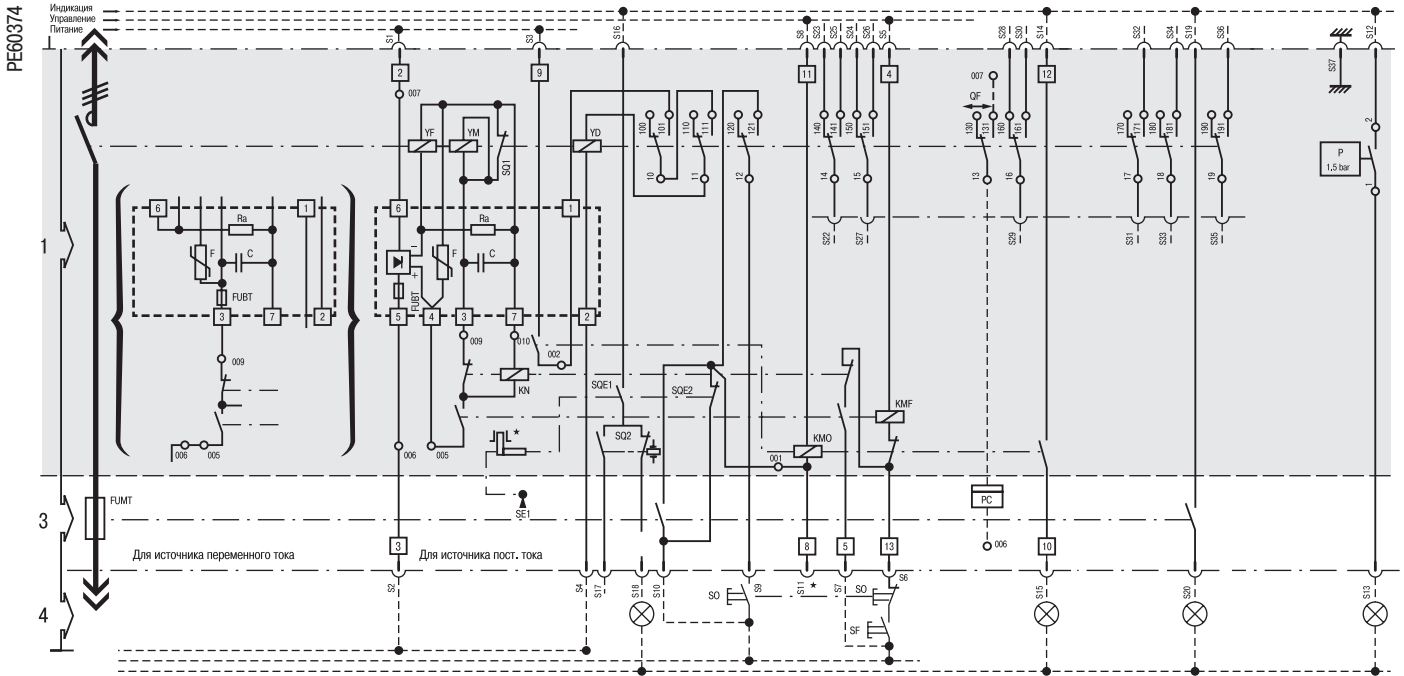 PE60374
Индикация
Управление
Питание
S1
S3
S16
S8
S23
S25
S24
S26
S5
S28
S30
S14
S32
S34
S19
S36
S37
S12
2
9
11
4
12
007
007
QF
YF
YM
SQ1
YD
100
101
110
111
120
121
140
141
150
151
130
131
160
161
170
171
180
181
190
191
2
P
1,5 bar
10
11
12
14
15
13
16
17
18
19
1
6
1
6
1
Ra
Ra
S22
S27
S29
S31
S33
S35
1
F
C
F
C
–
+
FUBT
FUBT
3
7
2
5
4
3
7
2
009
009
010
002
KN
SQE1
SQE2
KMF
SQ2
★
KMO
006
005
006
005
001
3
FUMT
SE1
PC
006
Для источника переменного тока
3
Для источника пост. тока
8
5
13
10
S2
S4
S17
S18
S10
S9
S11
★
S7
S6
S15
S20
S13
4
SO
SO
SF